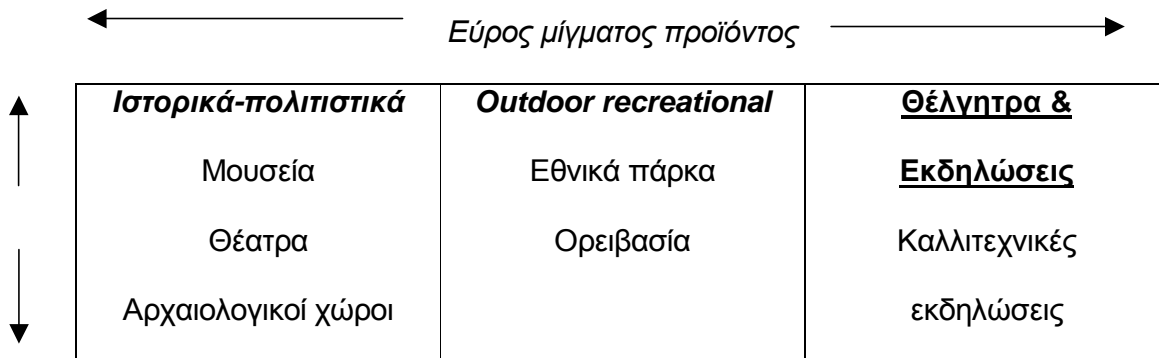 Εύρος μίγματος προϊόντος
Ιστορικά-πολιτιστικά
Μουσεία
Θέατρα
Αρχαιολογικοί χώροι
Outdoor recreational
Εθνικά πάρκα
Ορειβασία
Θέλγητρα &
Εκδηλώσεις
Καλλιτεχνικές
εκδηλώσεις